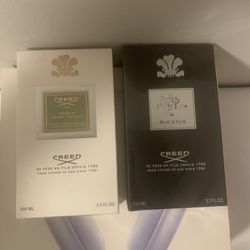 CREED
GREEN IRISH TWEED
CREED
DE PÈRE EN FILS DEPUIS 1760
FROM FATHER TO SON SINCE 1760
100 ML 3.3 FL.OZ.
AVENTUS
CREED
DE PÈRE EN FILS DEPUIS 1760
FROM FATHER TO SON SINCE 1760
100 ML 3.3 FL.OZ.